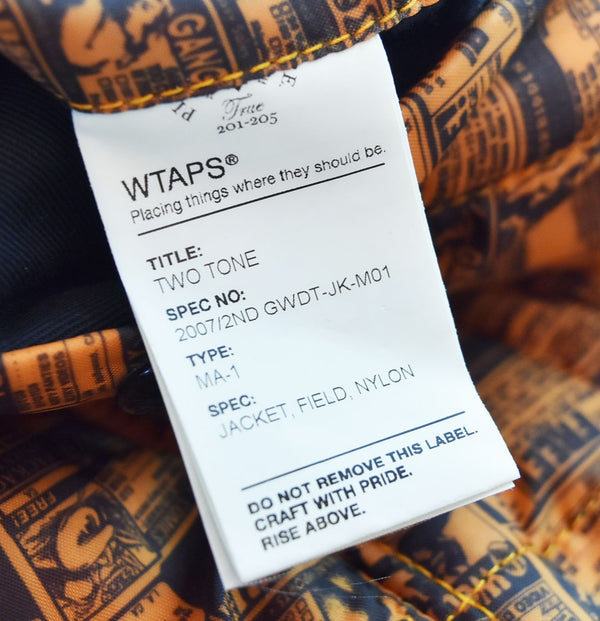 GANG
True
201-205
WTAPS®
Placing things where they should be.
TITLE:
TWO TONE
SPEC NO:
2007/2ND GWDT-JK-M01
TYPE:
MA-1
SPEC:
JACKET, FIELD, NYLON
DO NOT REMOVE THIS LABEL.
CRAFT WITH PRIDE.
RISE ABOVE.